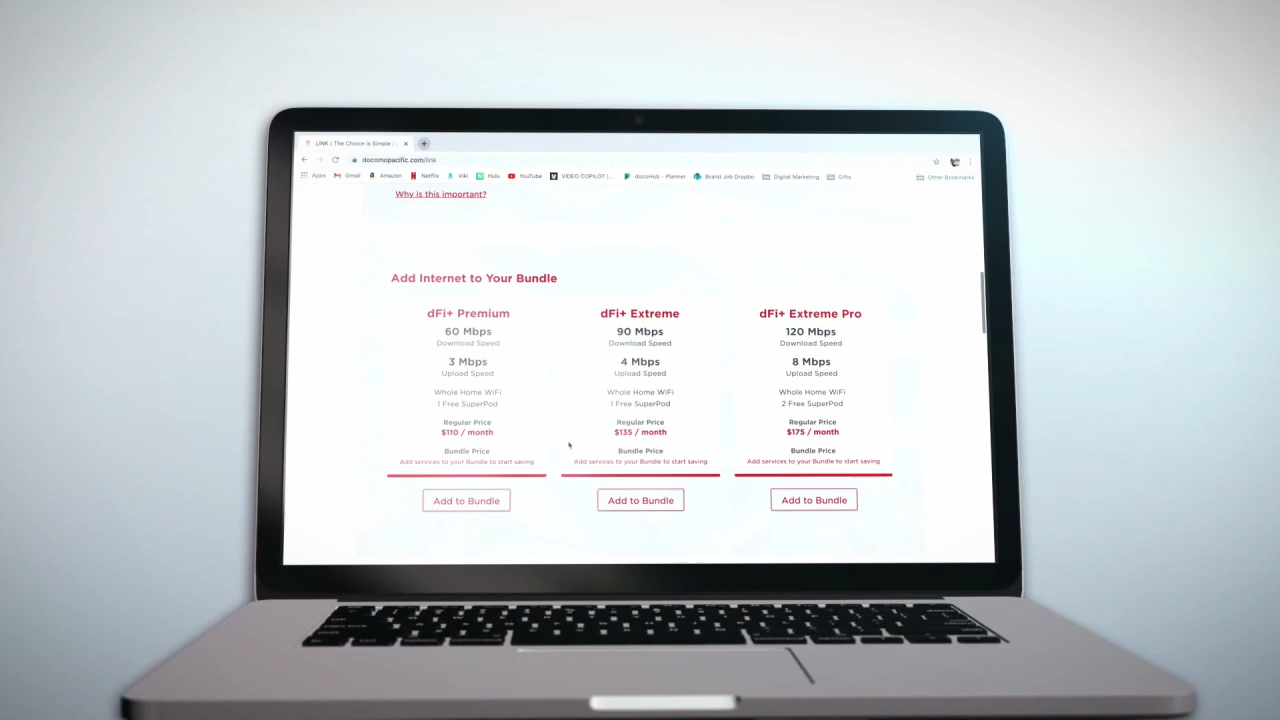 LINK | The Choice is Simple |
docomopacific.com/link
Apps Gmail Amazon Netflix Viki Hulu YouTube VIDEO COPILOT |... docoHub - Planner Brand Job-Dropbo Digital Marketing Gifts Other Bookmarks
Why is this important?
Add Internet to Your Bundle
dFi+ Premium
60 Mbps
Download Speed
3 Mbps
Upload Speed
Whole Home WiFi
1 Free SuperPod
Regular Price
$110 / month
Bundle Price
Add services to your Bundle to start saving
Add to Bundle
dFi+ Extreme
90 Mbps
Download Speed
4 Mbps
Upload Speed
Whole Home WiFi
1 Free SuperPod
Regular Price
$135 / month
Bundle Price
Add services to your Bundle to start saving
Add to Bundle
dFi+ Extreme Pro
120 Mbps
Download Speed
8 Mbps
Upload Speed
Whole Home WiFi
2 Free SuperPod
Regular Price
$175 / month
Bundle Price
Add services to your Bundle to start saving
Add to Bundle